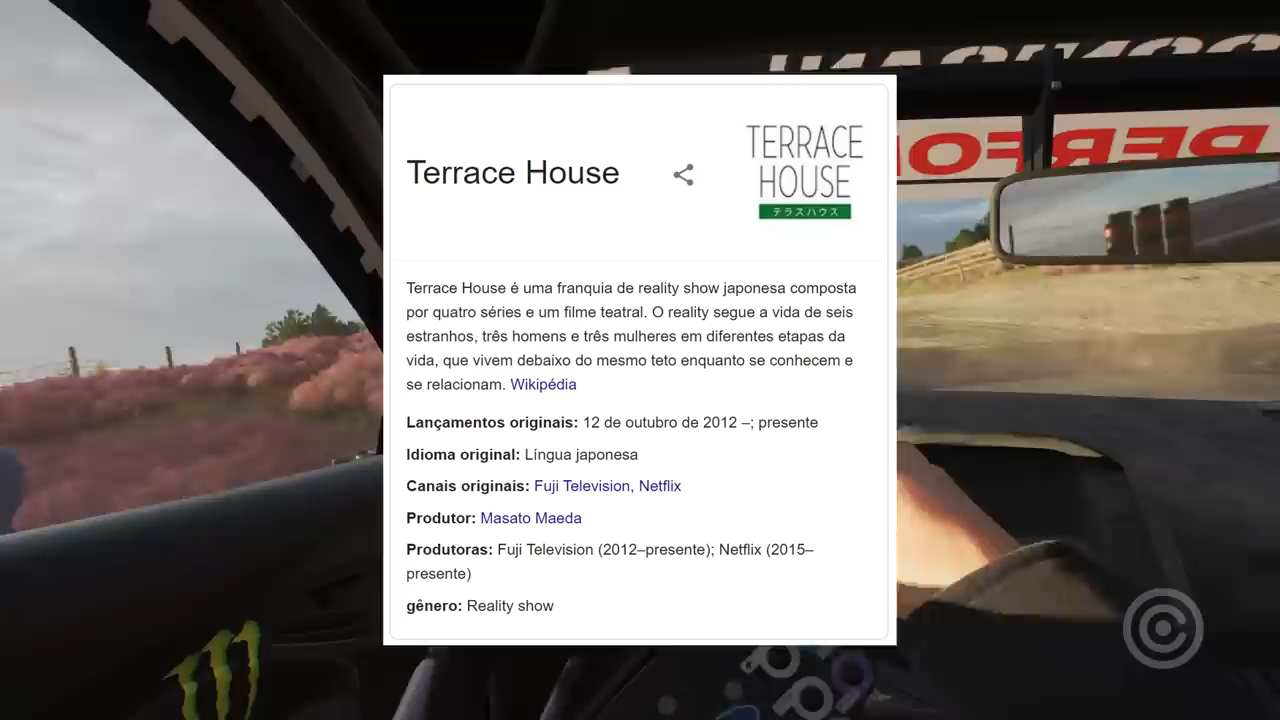 Terrace House
TERRACE
HOUSE
テラスハウス
Terrace House é uma franquia de reality show japonesa composta
por quatro séries e um filme teatral. O reality segue a vida de seis
estranhos, três homens e três mulheres em diferentes etapas da
vida, que vivem debaixo do mesmo teto enquanto se conhecem e
se relacionam. Wikipédia
Lançamentos originais: 12 de outubro de 2012 –; presente
Idioma original: Língua japonesa
Canais originais: Fuji Television, Netflix
Produtor: Masato Maeda
Produtoras: Fuji Television (2012–presente); Netflix (2015–
presente)
gênero: Reality show